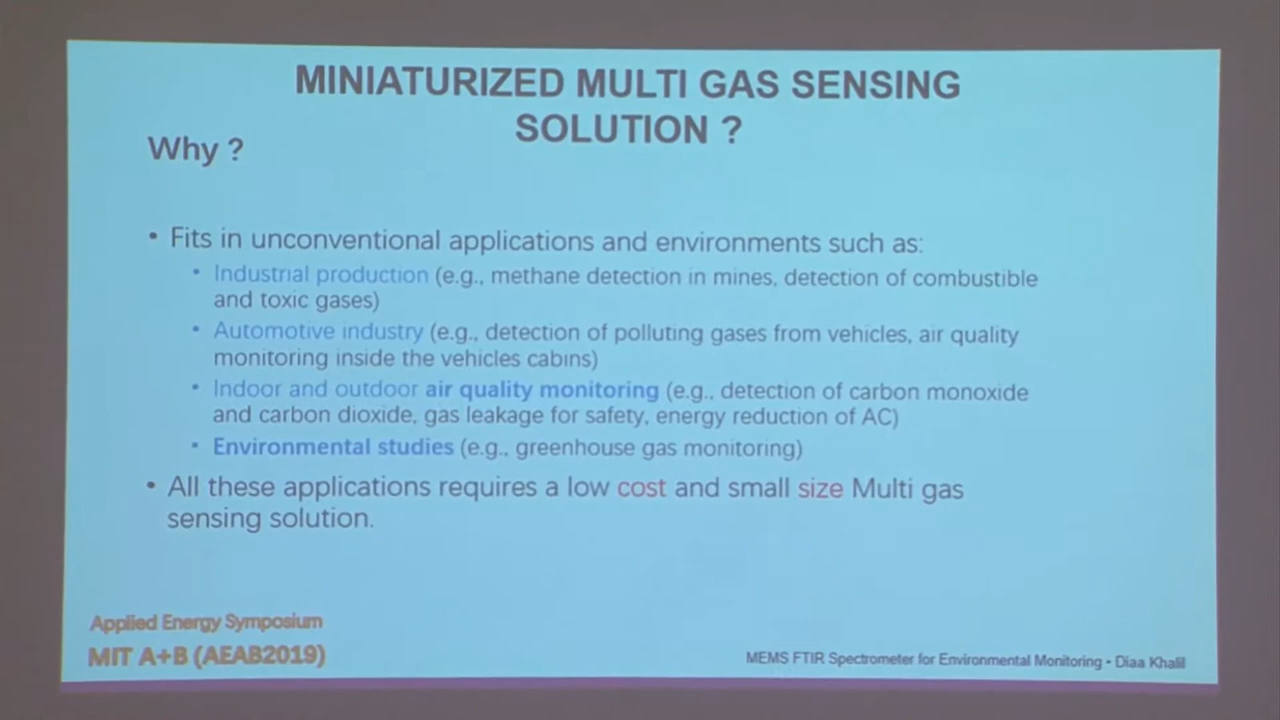 MINIATURIZED MULTI GAS SENSING
SOLUTION ?
Why ?
• Fits in unconventional applications and environments such as:
• Industrial production (e.g., methane detection in mines, detection of combustible
and toxic gases)
• Automotive industry (e.g., detection of polluting gases from vehicles, air quality
monitoring inside the vehicles cabins)
• Indoor and outdoor air quality monitoring (e.g., detection of carbon monoxide
and carbon dioxide, gas leakage for safety, energy reduction of AC)
• Environmental studies (e.g., greenhouse gas monitoring)
• All these applications requires a low cost and small size Multi gas
sensing solution.
Applied Energy Symposium
MIT A+B (AEAB2019)
MEMS FTIR Spectrometer for Environmental Monitoring - Diaa Khalil